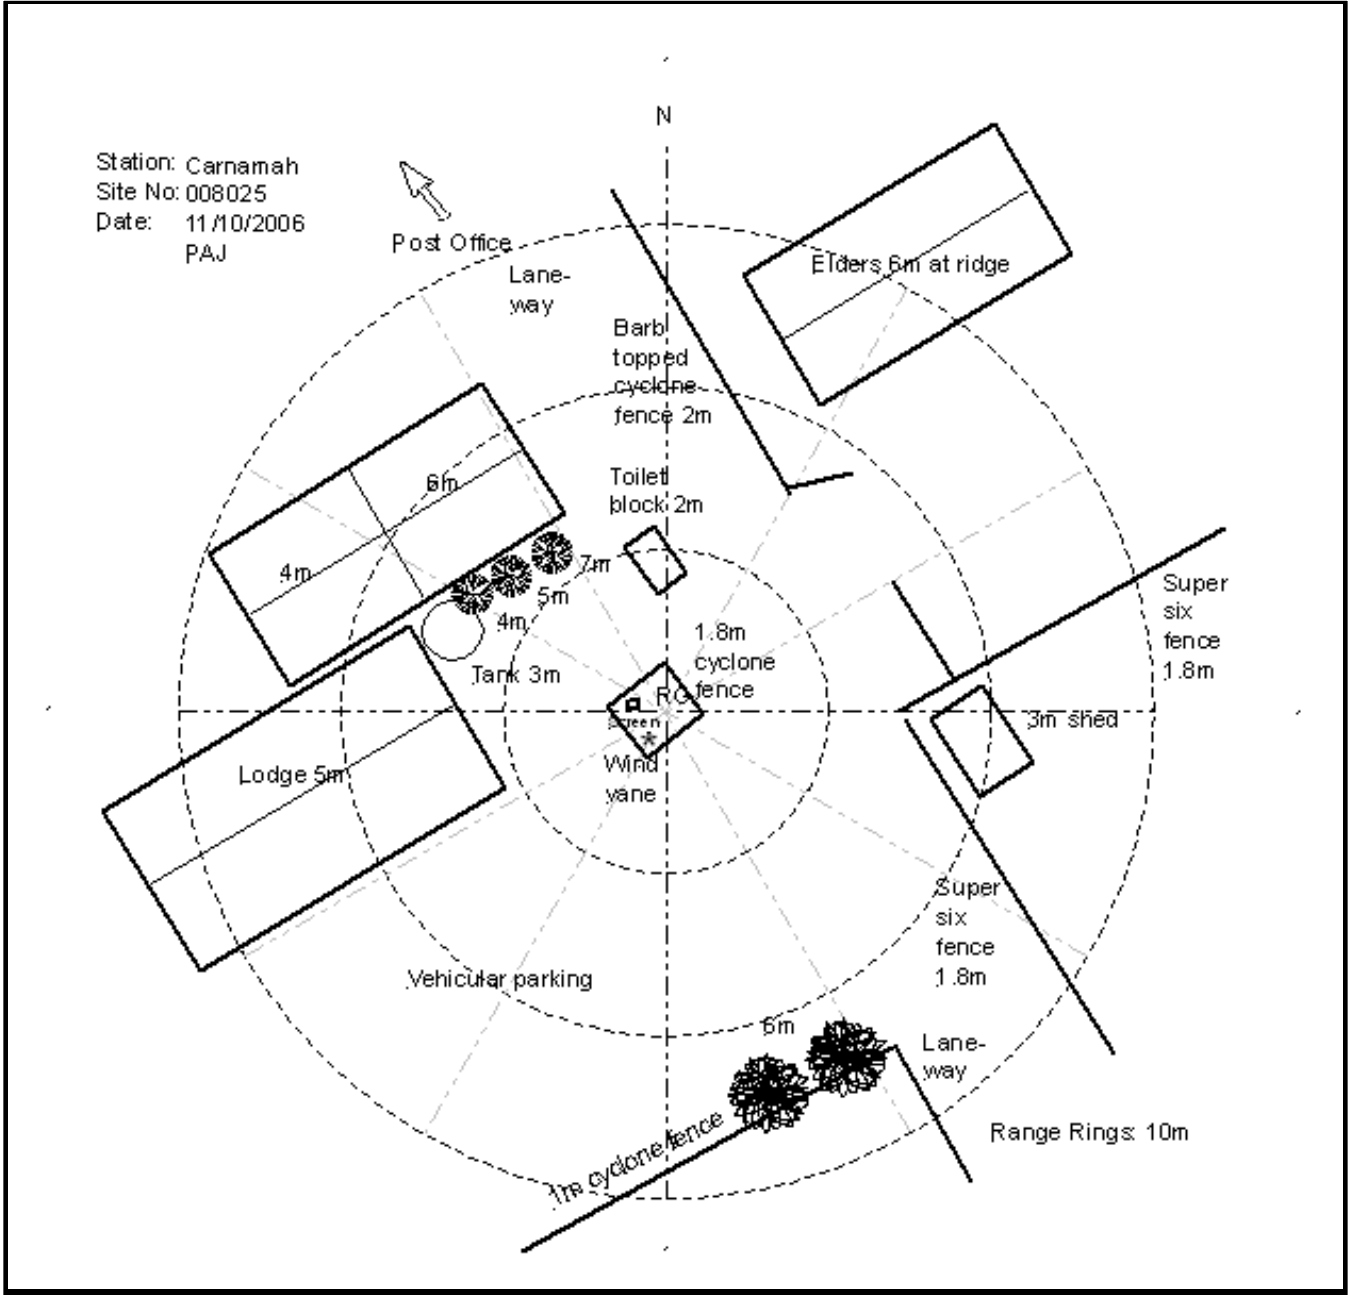 N
Station: Carnamah
Site No: 008025
Date: 11/10/2006
PAJ
Post Office
Lane-
way
Elders 6m at ridge
Barb
topped
cyclone
fence 2m
6m
4m
Toilet
block 2m
7m
5m
4m
Tank 3m
1.8m
cyclone
fence
RG
Screen
Wind
vane
Super
six
fence
1.8m
3m shed
Lodge 5m
Super
six
fence
1.8m
Vehicular parking
6m
Lane-
way
1m cyclone fence
Range Rings: 10m